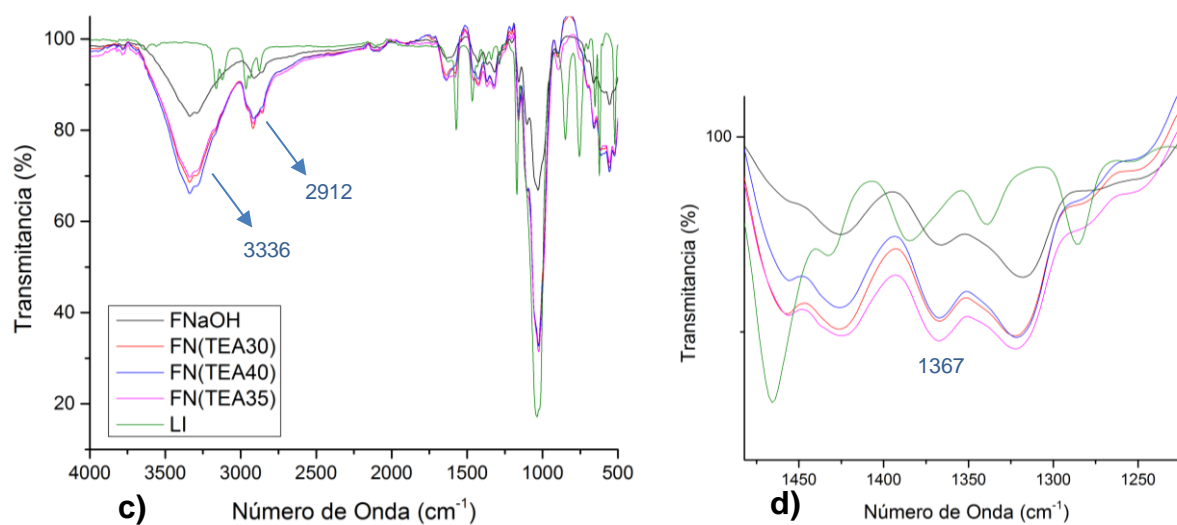 100
80
60
40
20
Transmitancia (%)
3336
2912
FNaOH
FN(TEA30)
FN(TEA40)
FN(TEA35)
LI
4000 3500 3000 2500 2000 1500 1000 500
c)
Número de Onda (cm⁻¹)
100
Transmitancia (%)
1367
1450 1400 1350 1300 1250
d)
Número de Onda (cm⁻¹)